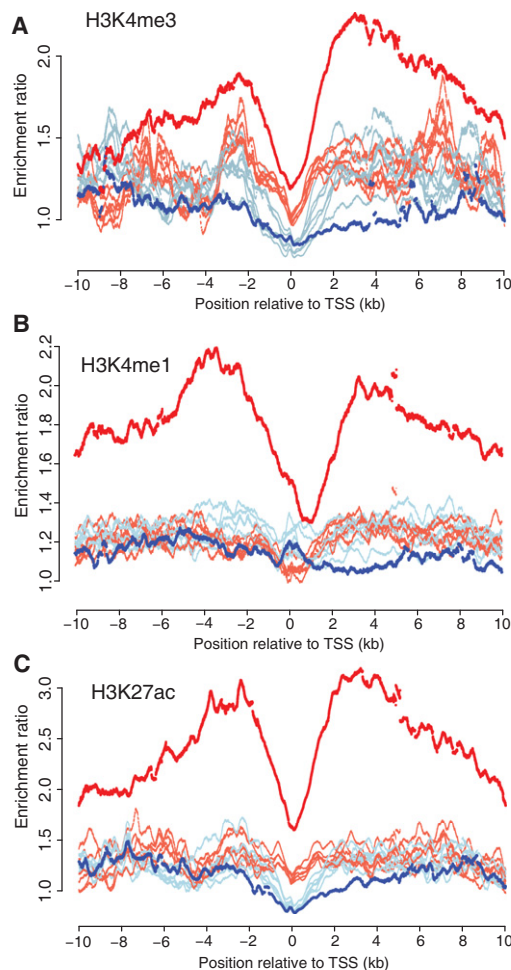 A
H3K4me3
Enrichment ratio
2.0
1.5
1.0
−10 −8 −6 −4 −2 0 2 4 6 8 10
Position relative to TSS (kb)
B
H3K4me1
Enrichment ratio
2.2
2.0
1.8
1.6
1.4
1.2
1.0
−10 −8 −6 −4 −2 0 2 4 6 8 10
Position relative to TSS (kb)
C
H3K27ac
Enrichment ratio
3.0
2.5
2.0
1.5
1.0
−10 −8 −6 −4 −2 0 2 4 6 8 10
Position relative to TSS (kb)